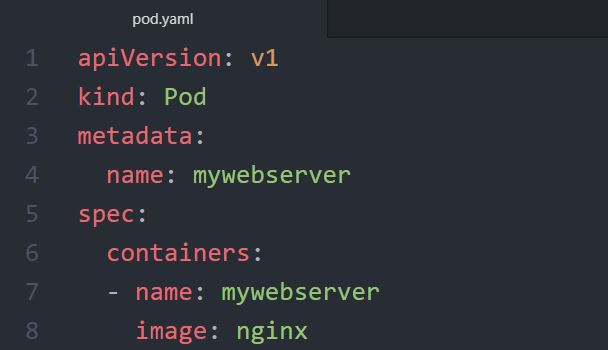 pod.yaml
1 apiVersion: v1
2 kind: Pod
3 metadata:
4   name: mywebserver
5 spec:
6   containers:
7   - name: mywebserver
8     image: nginx